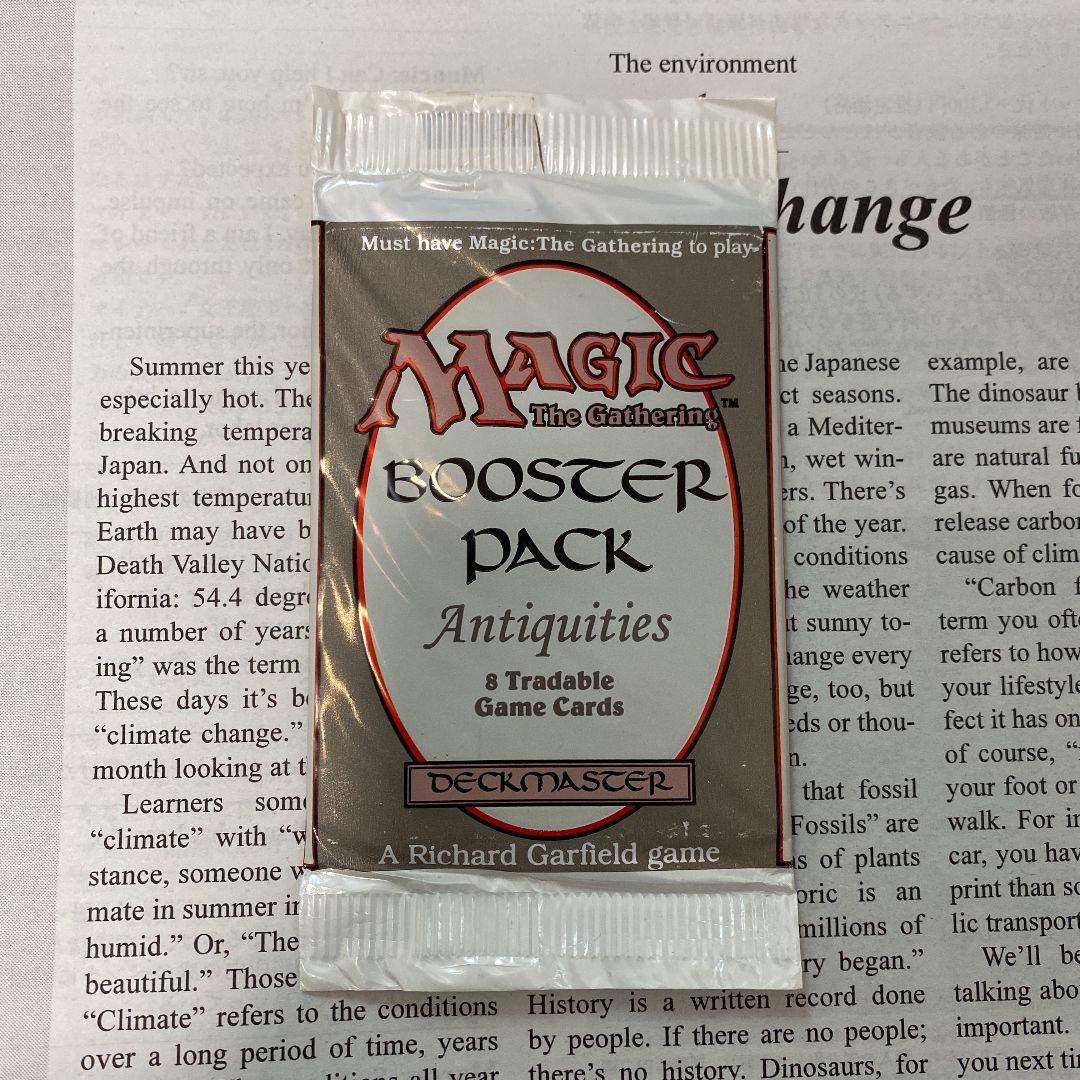 The environment
hange
Must have Magic:The Gathering to play.
MAGIC
The Gathering™
BOOSTER
PACK
Antiquities
8 Tradable
Game Cards
DECKMASTER
A Richard Garfield game
Summer this ye
especially hot. The
breaking tempera
Japan. And not on
highest temperatur
Earth may have b
Death Valley Natio
ifornia: 54.4 degre
a number of years
ing” was the term
These days it’s be
“climate change.”
month looking at t
Learners some
“climate” with “w
stance, someone w
mate in summer in
humid.” Or, “The
beautiful.” Those
“Climate” refers to the conditions
over a long period of time, years
all year
he Japanese
ct seasons.
a Mediter-
n, wet win-
ers. There’s
of the year.
conditions
he weather
t sunny to-
ange every
ge, too, but
eds or thou-
n.
that fossil
“Fossils” are
s of plants
oric is an
millions of
ry began.”
History is a written record done
by people. If there are no people;
there’s no history. Dinosaurs, for
example, are
The dinosaur b
museums are f
are natural fu
gas. When fo
release carbon
cause of clim
“Carbon f
term you ofte
refers to how
your lifestyle
fect it has on
of course, “
your foot or
walk. For in
car, you hav
print than so
lic transport
We’ll be
talking abou
important.
you next tim